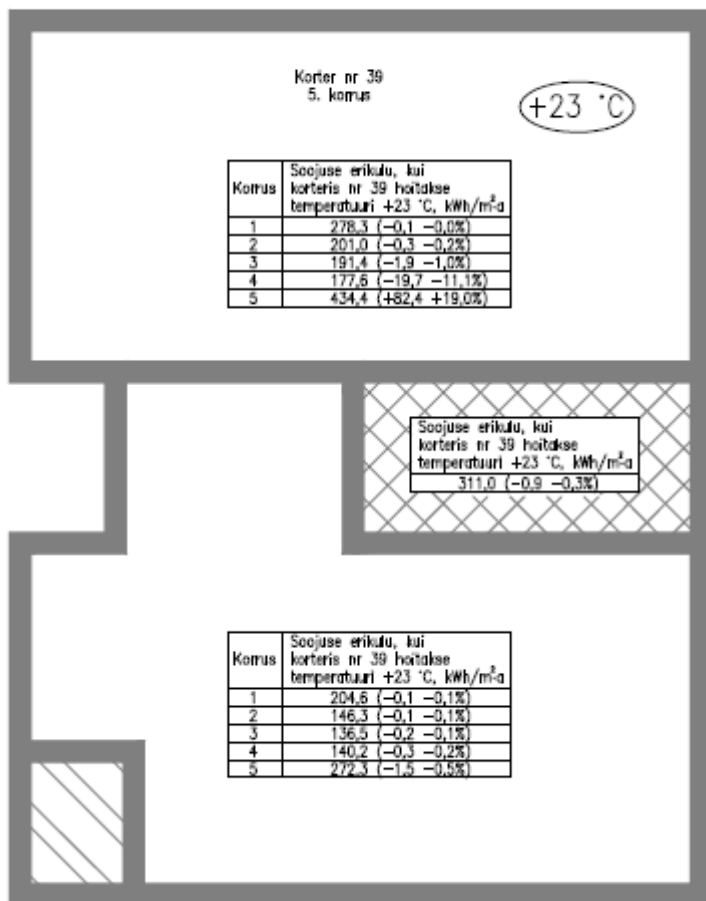 Korter nr 39
5. korrus
+23 °C
Korrus
Soojuse erikulu, kui
korteris nr 39 hoitakse
temperatuuri +23 °C, kWh/m²·a
1 278,3 (−0,1 −0,0%)
2 201,0 (−0,3 −0,2%)
3 191,4 (−1,9 −1,0%)
4 177,6 (−19,7 −11,1%)
5 434,4 (+82,4 +19,0%)
Soojuse erikulu, kui
korteris nr 39 hoitakse
temperatuuri +23 °C, kWh/m²·a
311,0 (−0,9 −0,3%)
Korrus
Soojuse erikulu, kui
korteris nr 39 hoitakse
temperatuuri +23 °C, kWh/m²·a
1 204,6 (−0,1 −0,1%)
2 146,3 (−0,1 −0,1%)
3 136,5 (−0,2 −0,1%)
4 140,2 (−0,3 −0,2%)
5 272,3 (−1,5 −0,5%)